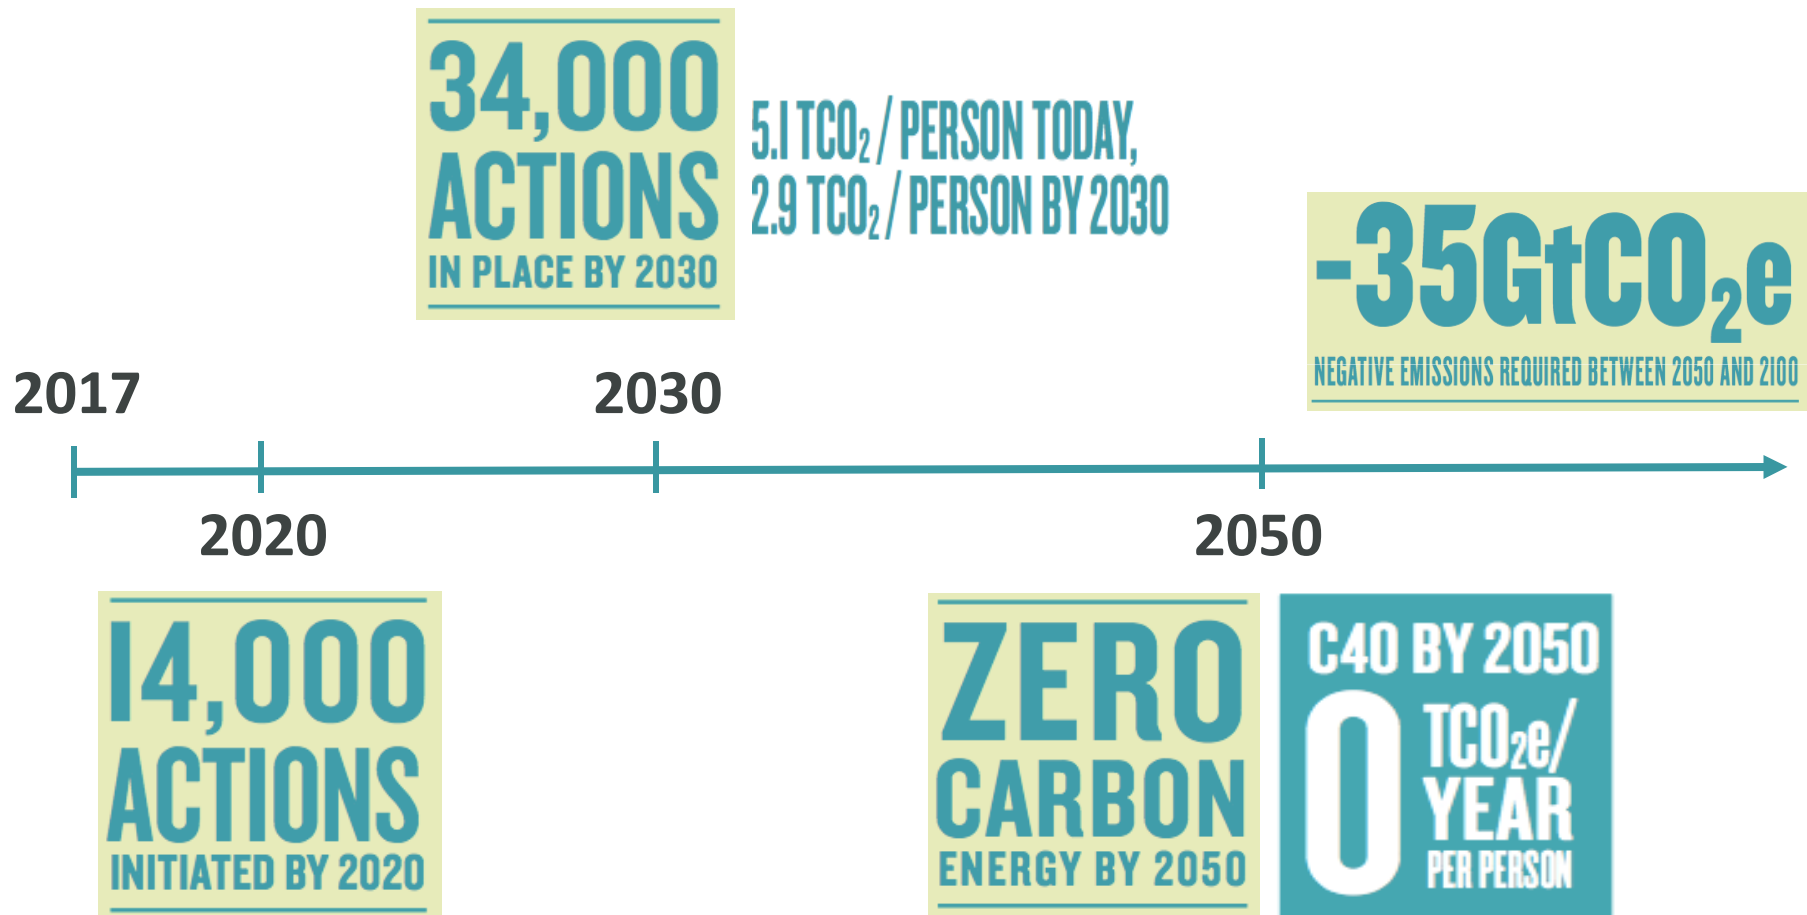 34,000
ACTIONS
IN PLACE BY 2030
5.1 TCO₂ / PERSON TODAY,
2.9 TCO₂ / PERSON BY 2030
-35GtCO₂e
NEGATIVE EMISSIONS REQUIRED BETWEEN 2050 AND 2100
2017
2030
2020
2050
14,000
ACTIONS
INITIATED BY 2020
ZERO
CARBON
ENERGY BY 2050
C40 BY 2050
0 TCO₂e/
YEAR
PER PERSON